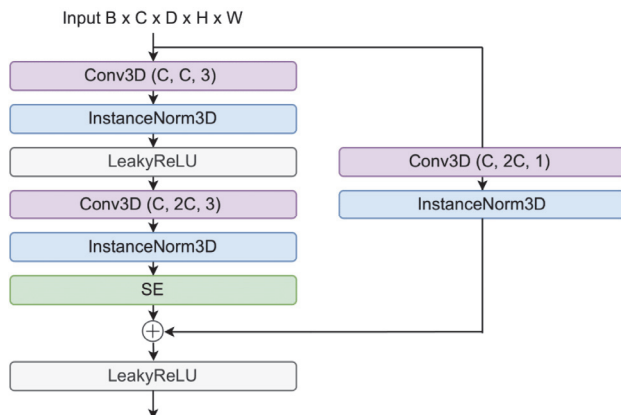 Input B x C x D x H x W
Conv3D (C, C, 3)
InstanceNorm3D
LeakyReLU
Conv3D (C, 2C, 3)
InstanceNorm3D
SE
+
LeakyReLU
Conv3D (C, 2C, 1)
InstanceNorm3D